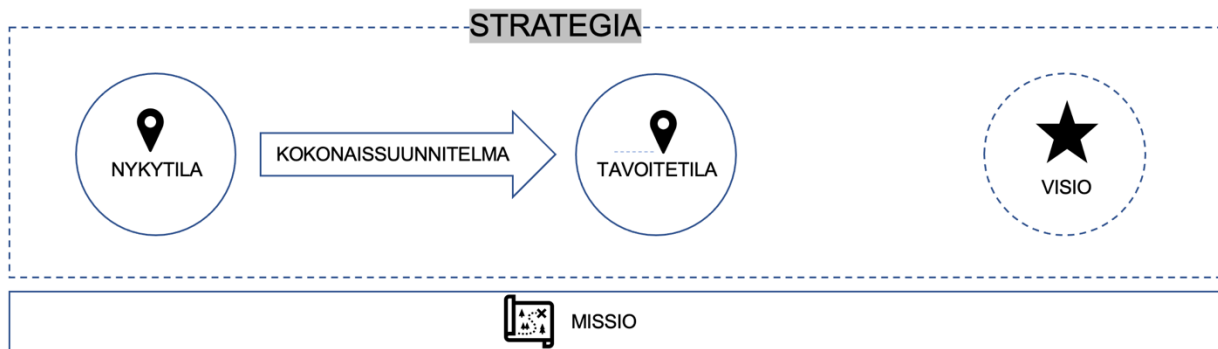 STRATEGIA
NYKYTILA
KOKONAISSUUNNITELMA
TAVOITETILA
VISIO
MISSIO